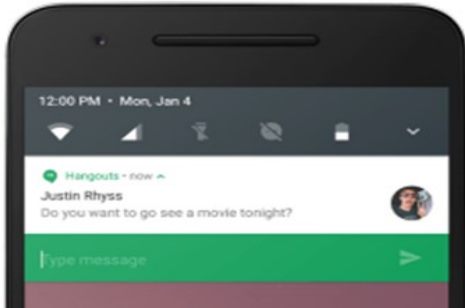 12:00 PM • Mon, Jan 4
Hangouts • now
Justin Rhyss
Do you want to go see a movie tonight?
Type message